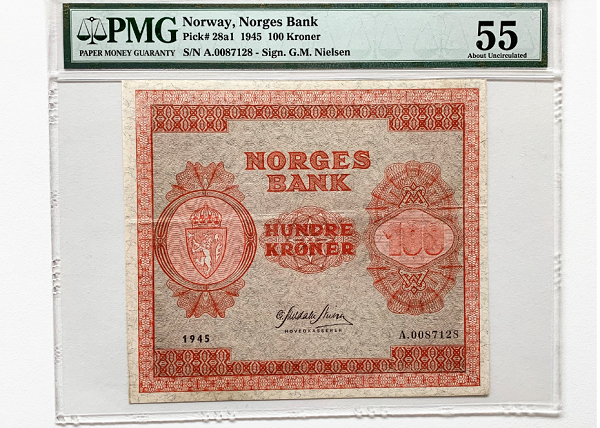 PMG
PAPER MONEY GUARANTY
Norway, Norges Bank
Pick# 28a1 1945 100 Kroner
S/N A.0087128 - Sign. G.M. Nielsen
55
About Uncirculated
NORGES
BANK
HUNDRE
KRONER
100
HOVEDKASSERER
1945
A.0087128